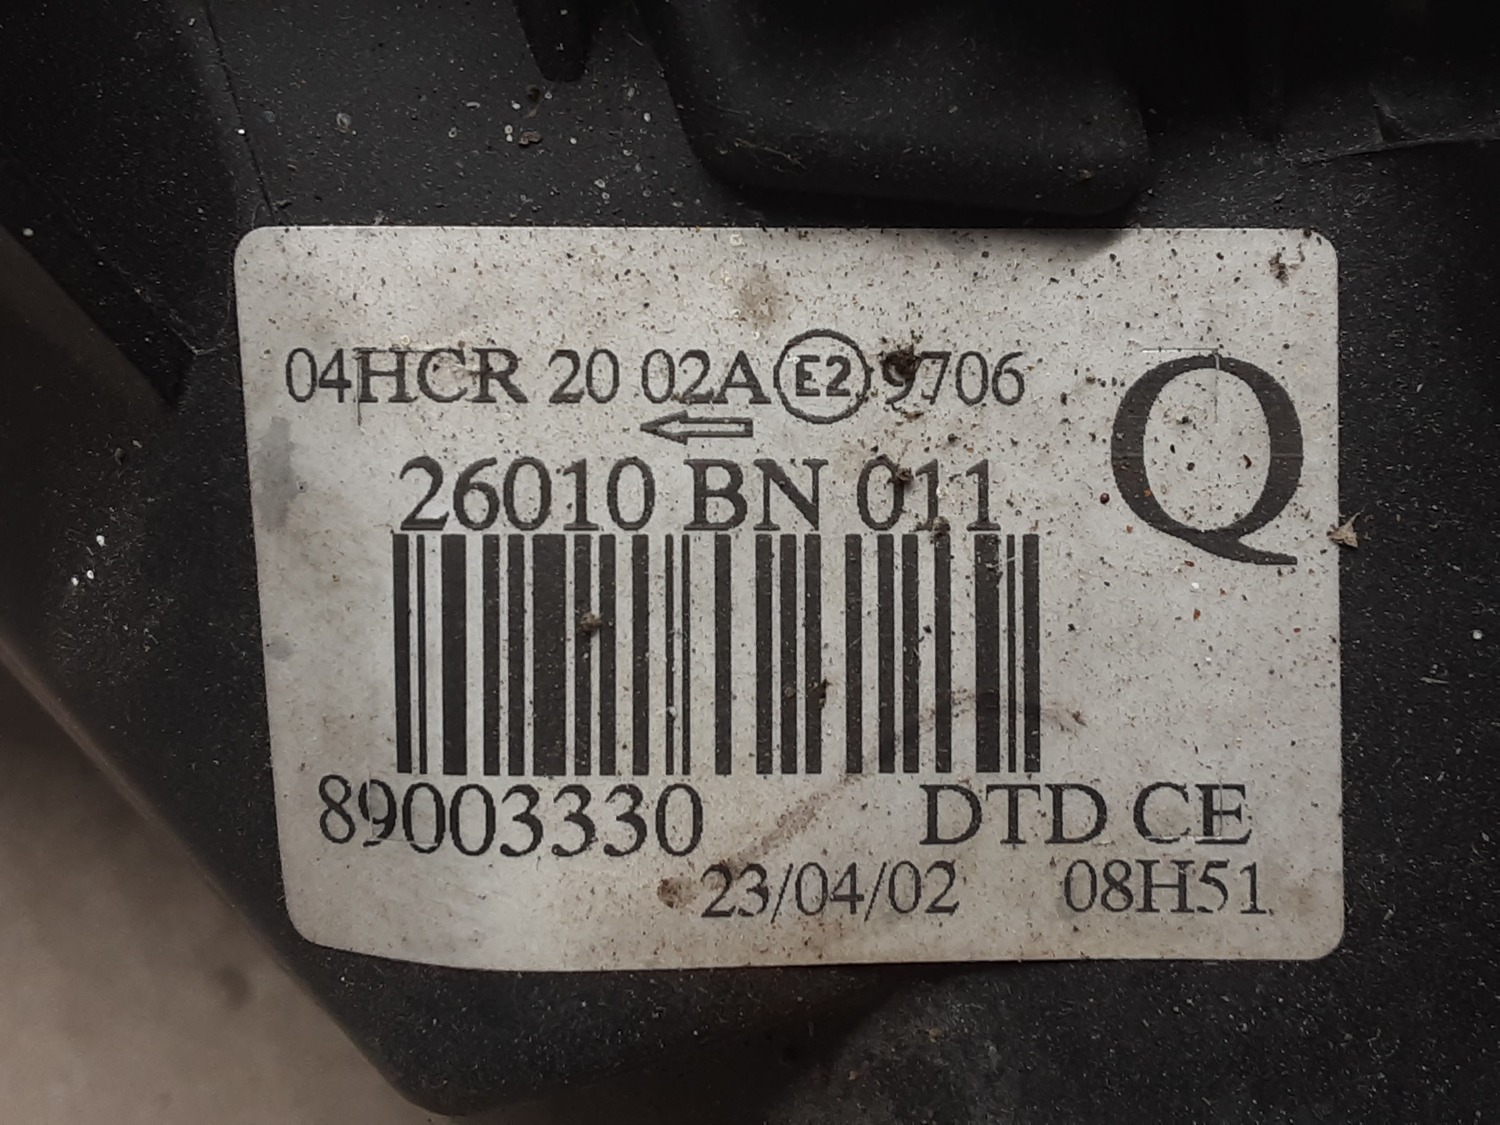 04HCR 20 02A E2 9706
Q
26010 BN 011
89003330 DTD CE
23/04/02 08H51